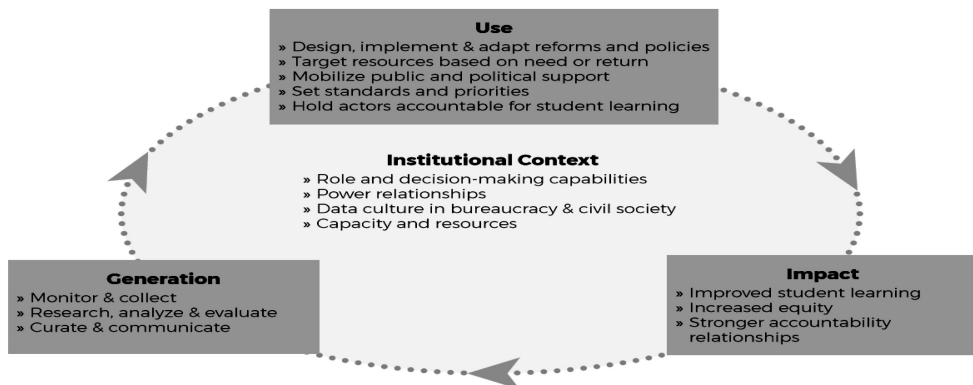 Use
» Design, implement & adapt reforms and policies
» Target resources based on need or return
» Mobilize public and political support
» Set standards and priorities
» Hold actors accountable for student learning
Institutional Context
» Role and decision-making capabilities
» Power relationships
» Data culture in bureaucracy & civil society
» Capacity and resources
Generation
» Monitor & collect
» Research, analyze & evaluate
» Curate & communicate
Impact
» Improved student learning
» Increased equity
» Stronger accountability
relationships